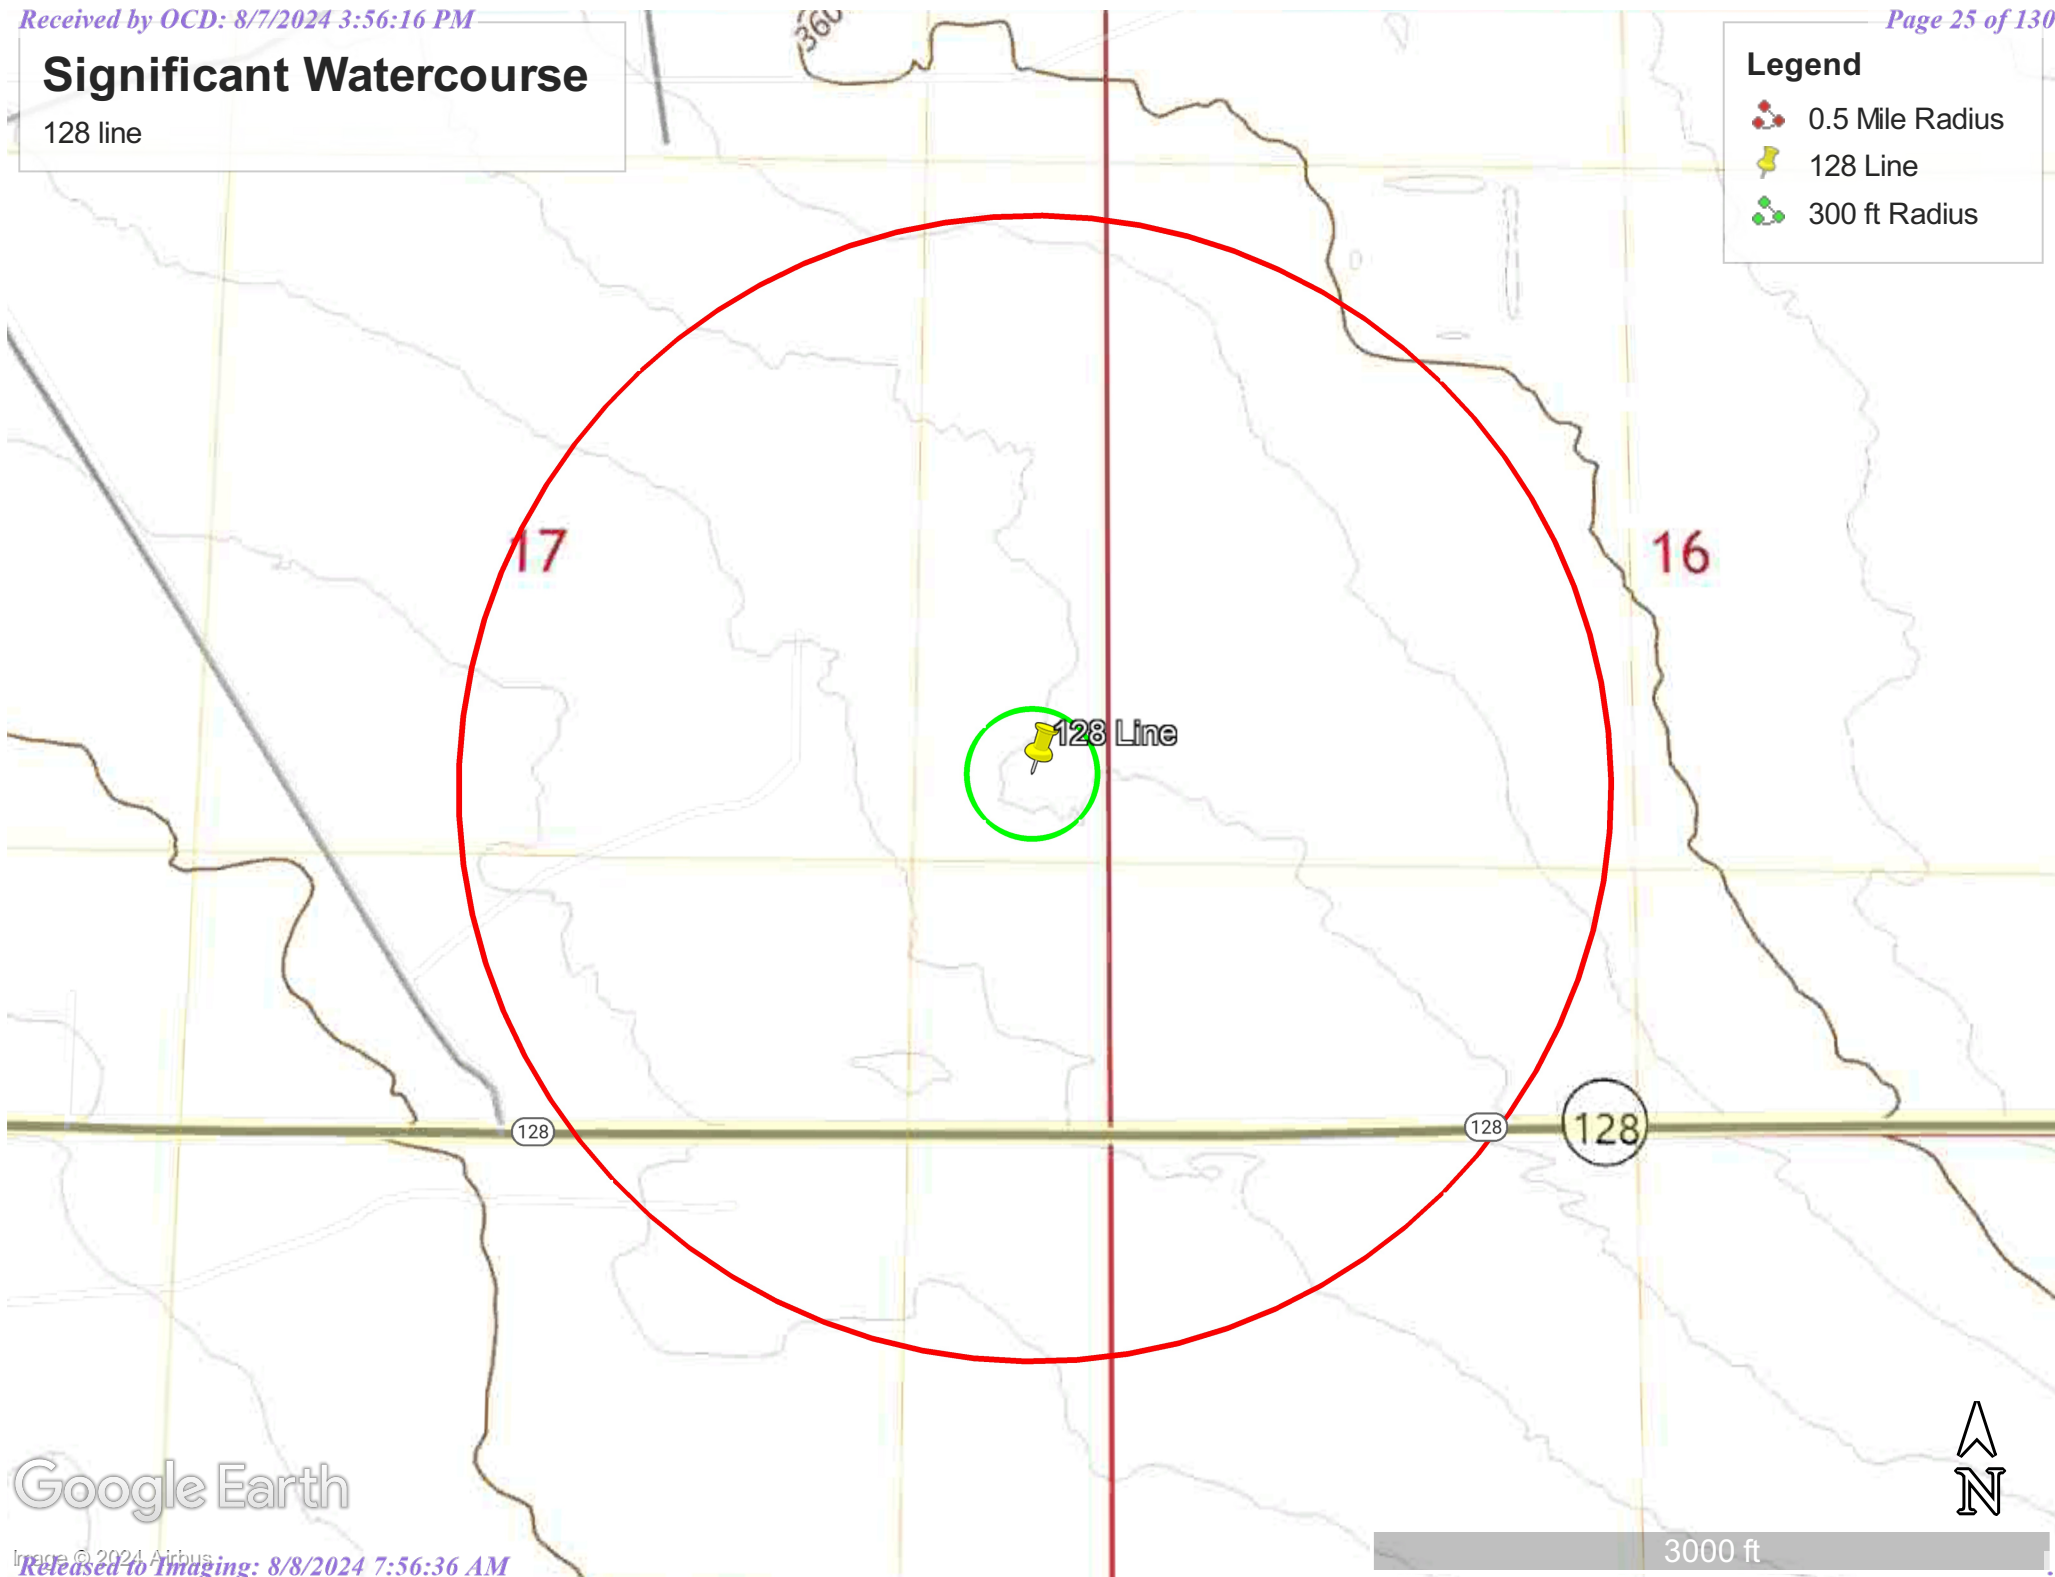 Received by OCD: 8/7/2024 3:56:16 PM
Page 25 of 130
Significant Watercourse
128 line
Legend
0.5 Mile Radius
128 Line
300 ft Radius
360
17
16
128 Line
128
128
128
Google Earth
N
3000 ft
Image © 2024 Airbus
Released to Imaging: 8/8/2024 7:56:36 AM